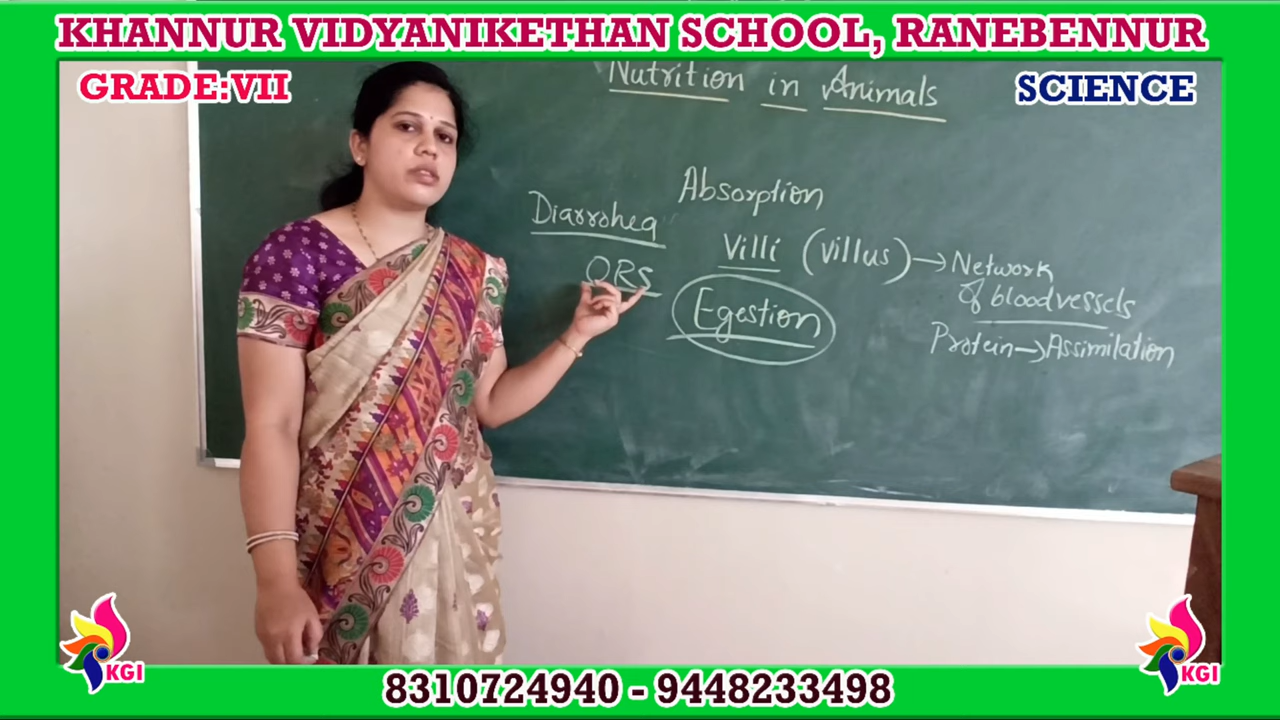 KHANNUR VIDYANIKETHAN SCHOOL, RANEBENNUR
GRADE:VII
SCIENCE
Nutrition in Animals
Absorption
Diarrohea
Villi (villus) → Network
of bloodvessels
ORS
Egestion
Protein → Assimilation
KGI
KGI
8310724940 - 9448233498